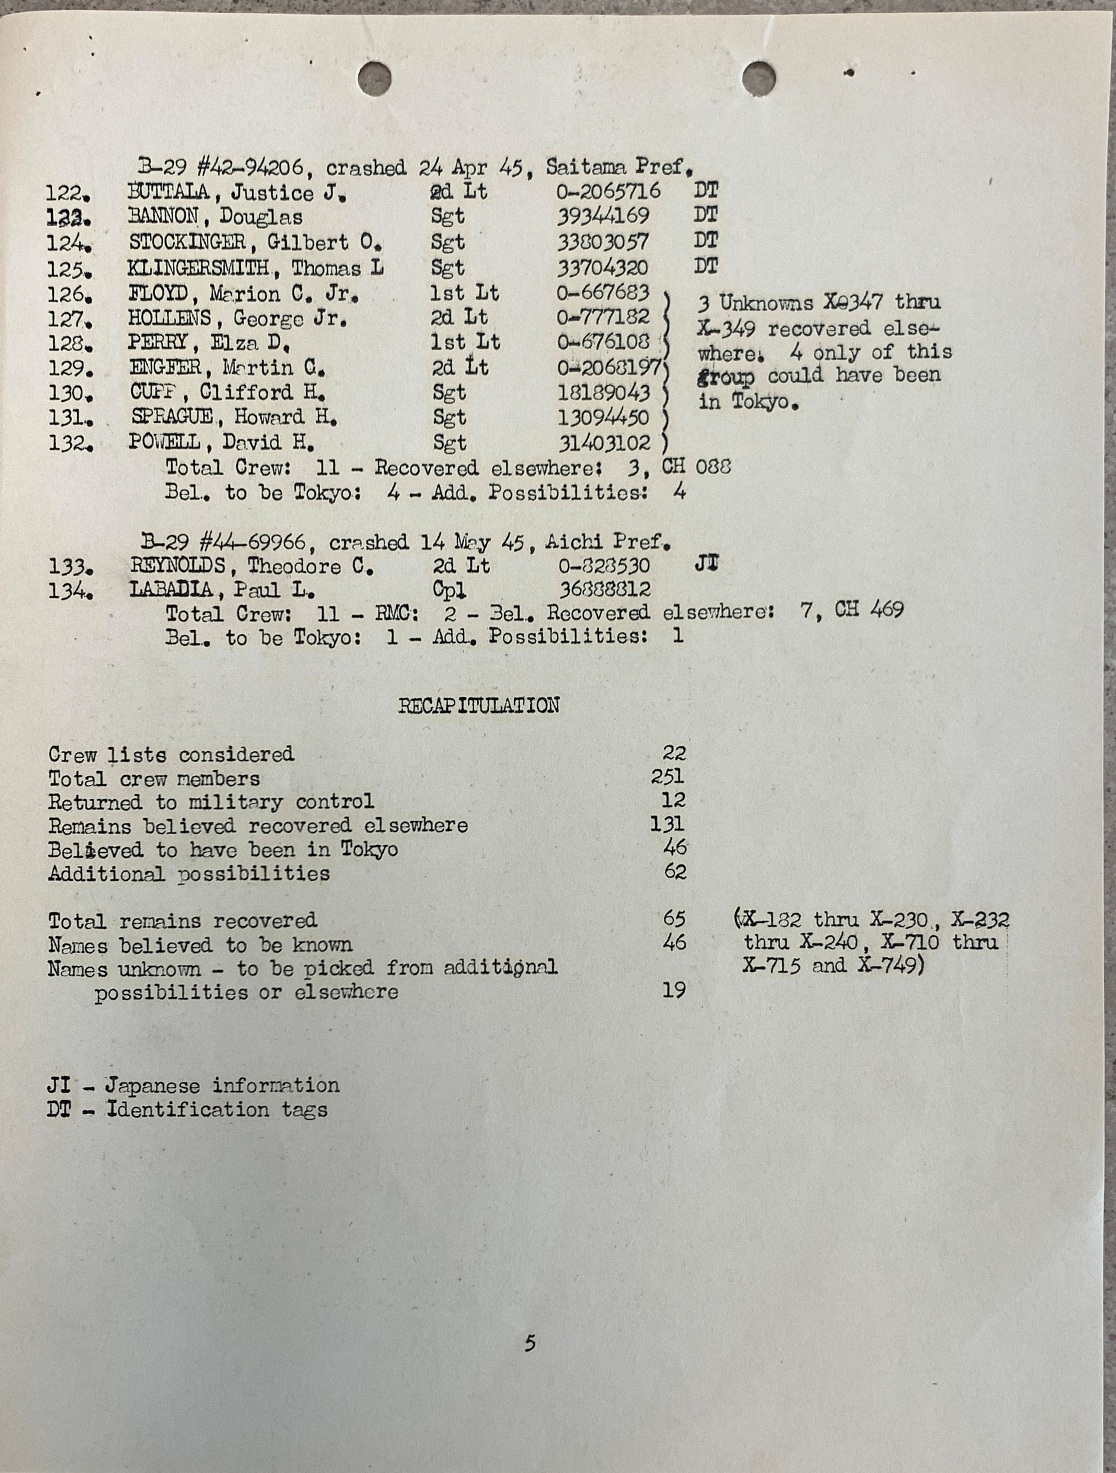 B-29 #42-94206, crashed 24 Apr 45, Saitama Pref.
122. BUTTALA, Justice J. 2d Lt 0-2065716 DT
123. BANNON, Douglas Sgt 39344169 DT
124. STOCKINGER, Gilbert O. Sgt 33803057 DT
125. KLINGERSMITH, Thomas L Sgt 33704320 DT
126. FLOYD, Marion C. Jr. 1st Lt 0-667683 )
127. HOLLENS, George Jr. 2d Lt 0-777182 )
128. PERRY, Elza D. 1st Lt 0-676108 )
129. ENGFER, Martin G. 2d Lt 0-2068197)
130. CUPP, Clifford H. Sgt 18189043 )
131. SPRAGUE, Howard H. Sgt 13094450 )
132. POWELL, David H. Sgt 31403102 )
3 Unknowns X-347 thru
X-349 recovered else-
where. 4 only of this
group could have been
in Tokyo.
Total Crew: 11 - Recovered elsewhere: 3, CH 088
Bel. to be Tokyo: 4 - Add. Possibilities: 4
B-29 #44-69966, crashed 14 May 45, Aichi Pref.
133. REYNOLDS, Theodore C. 2d Lt 0-828530 JI
134. LABADIA, Paul L. Cpl 36888812
Total Crew: 11 - RMC: 2 - Bel. Recovered elsewhere: 7, CH 469
Bel. to be Tokyo: 1 - Add. Possibilities: 1
RECAPITULATION
Crew lists considered 22
Total crew members 251
Returned to military control 12
Remains believed recovered elsewhere 131
Believed to have been in Tokyo 46
Additional possibilities 62
Total remains recovered 65 (X-182 thru X-230, X-232
Names believed to be known 46 thru X-240, X-710 thru
Names unknown - to be picked from additional X-715 and X-749)
possibilities or elsewhere 19
JI - Japanese information
DT - Identification tags
5